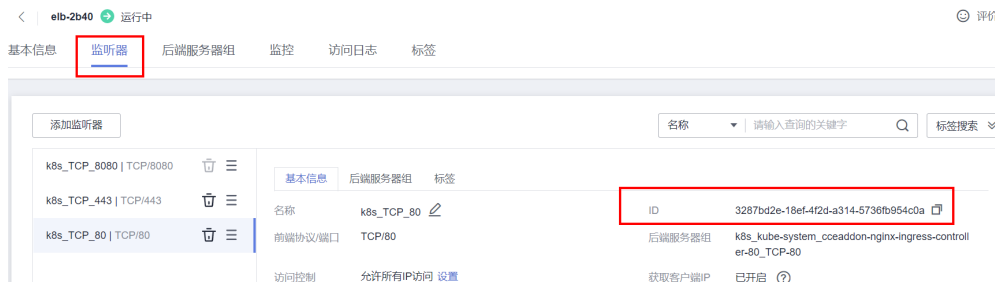 elb-2b40 运行中 评价
基本信息 监听器 后端服务器组 监控 访问日志 标签
添加监听器 名称 请输入查询的关键字 标签搜索
k8s_TCP_8080 | TCP/8080
k8s_TCP_443 | TCP/443
k8s_TCP_80 | TCP/80
基本信息 后端服务器组 标签
名称 k8s_TCP_80 ID 3287bd2e-18ef-4f2d-a314-5736fb954c0a
前端协议/端口 TCP/80 后端服务器组 k8s_kube-system_cceaddon-nginx-ingress-controll
er-80_TCP-80
访问控制 允许所有IP访问 设置 获取客户端IP 已开启